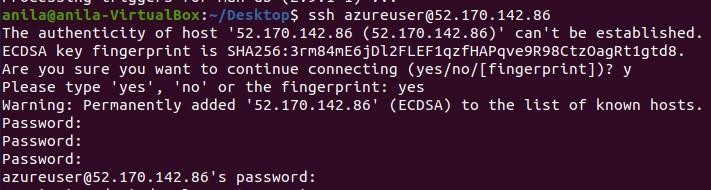 anila@anila-VirtualBox:~/Desktop$ ssh azureuser@52.170.142.86
The authenticity of host '52.170.142.86 (52.170.142.86)' can't be established.
ECDSA key fingerprint is SHA256:3rm84mE6jDl2FLEF1qzfHAPqve9R98CtzOagRt1gtd8.
Are you sure you want to continue connecting (yes/no/[fingerprint])? y
Please type 'yes', 'no' or the fingerprint: yes
Warning: Permanently added '52.170.142.86' (ECDSA) to the list of known hosts.
Password:
Password:
Password:
azureuser@52.170.142.86's password: